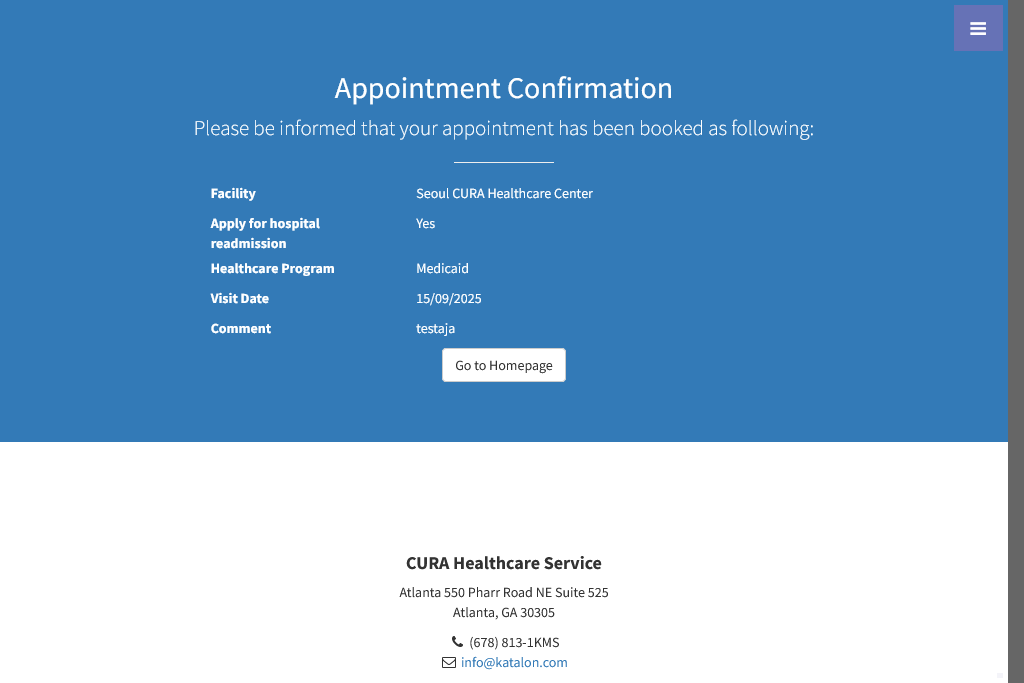 Appointment Confirmation
Please be informed that your appointment has been booked as following:
Facility Seoul CURA Healthcare Center
Apply for hospital readmission Yes
Healthcare Program Medicaid
Visit Date 15/09/2025
Comment testaja
Go to Homepage
CURA Healthcare Service
Atlanta 550 Pharr Road NE Suite 525
Atlanta, GA 30305
(678) 813-1KMS
info@katalon.com